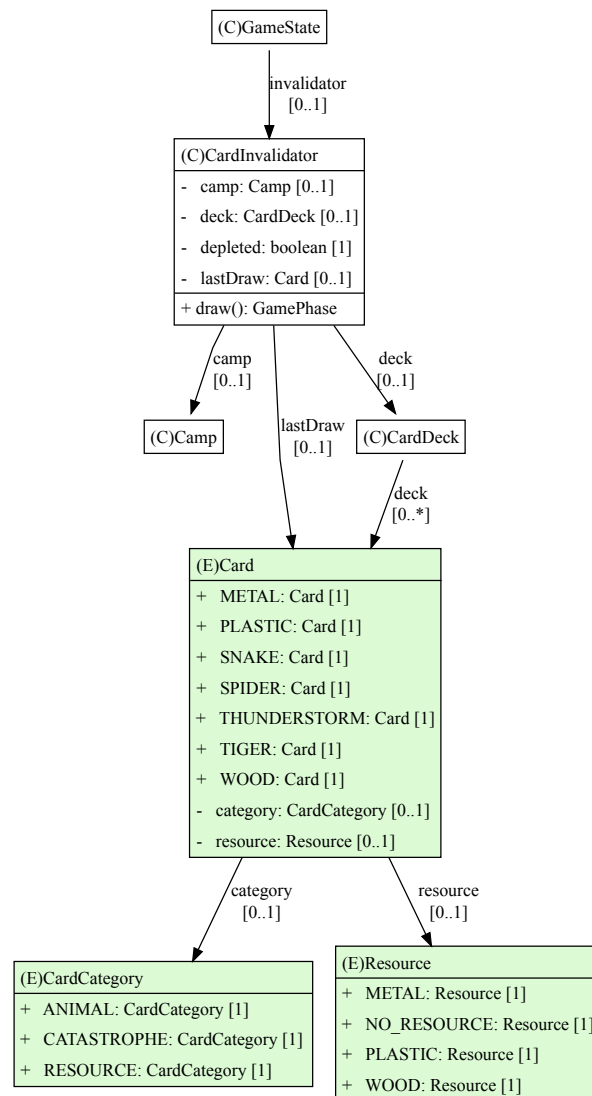 (C)GameState
invalidator
[0..1]
(C)CardInvalidator
- camp: Camp [0..1]
- deck: CardDeck [0..1]
- depleted: boolean [1]
- lastDraw: Card [0..1]
+ draw(): GamePhase
camp
[0..1]
deck
[0..1]
(C)Camp
lastDraw
[0..1]
(C)CardDeck
deck
[0..*]
(E)Card
+ METAL: Card [1]
+ PLASTIC: Card [1]
+ SNAKE: Card [1]
+ SPIDER: Card [1]
+ THUNDERSTORM: Card [1]
+ TIGER: Card [1]
+ WOOD: Card [1]
- category: CardCategory [0..1]
- resource: Resource [0..1]
category
[0..1]
resource
[0..1]
(E)CardCategory
+ ANIMAL: CardCategory [1]
+ CATASTROPHE: CardCategory [1]
+ RESOURCE: CardCategory [1]
(E)Resource
+ METAL: Resource [1]
+ NO_RESOURCE: Resource [1]
+ PLASTIC: Resource [1]
+ WOOD: Resource [1]